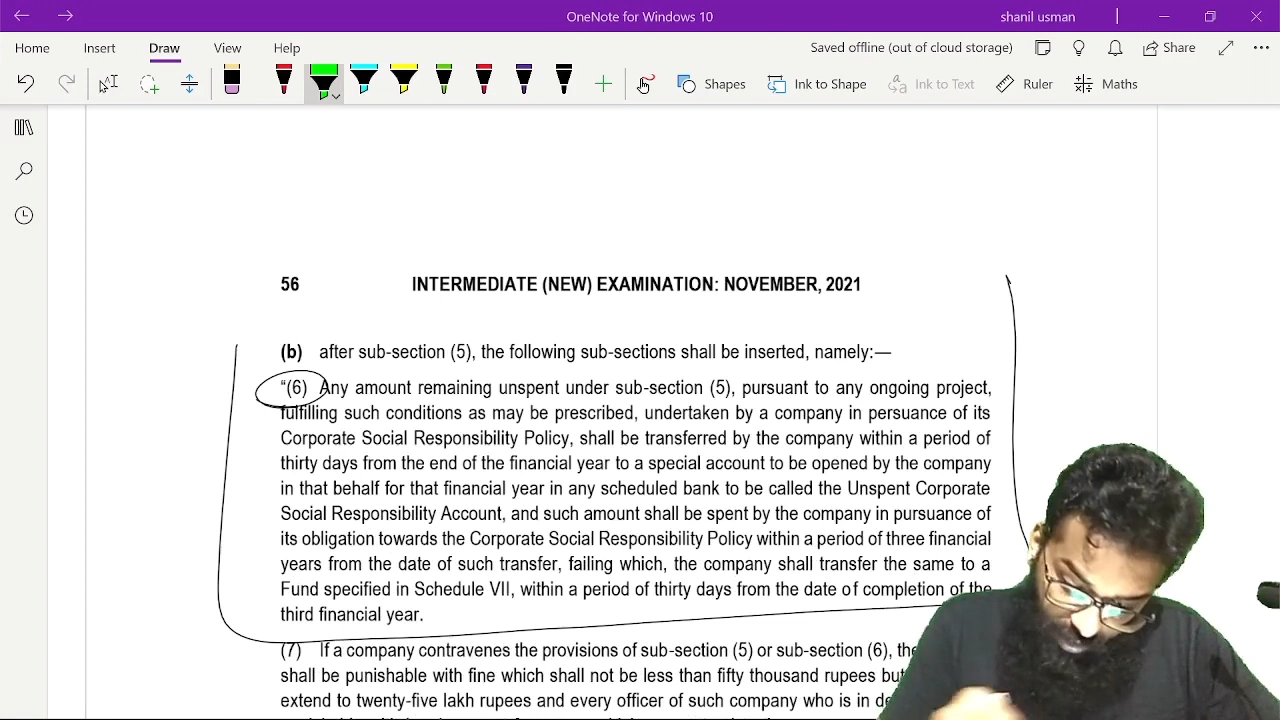 OneNote for Windows 10
shanil usman
Home Insert Draw View Help
Saved offline (out of cloud storage)
Share
Shapes
Ink to Shape
Ink to Text
Ruler
Maths
56 INTERMEDIATE (NEW) EXAMINATION: NOVEMBER, 2021
(b) after sub-section (5), the following sub-sections shall be inserted, namely:—
“(6) Any amount remaining unspent under sub-section (5), pursuant to any ongoing project,
fulfilling such conditions as may be prescribed, undertaken by a company in persuance of its
Corporate Social Responsibility Policy, shall be transferred by the company within a period of
thirty days from the end of the financial year to a special account to be opened by the company
in that behalf for that financial year in any scheduled bank to be called the Unspent Corporate
Social Responsibility Account, and such amount shall be spent by the company in pursuance of
its obligation towards the Corporate Social Responsibility Policy within a period of three financial
years from the date of such transfer, failing which, the company shall transfer the same to a
Fund specified in Schedule VII, within a period of thirty days from the date of completion of the
third financial year.
(7) If a company contravenes the provisions of sub-section (5) or sub-section (6), the
shall be punishable with fine which shall not be less than fifty thousand rupees but
extend to twenty-five lakh rupees and every officer of such company who is in